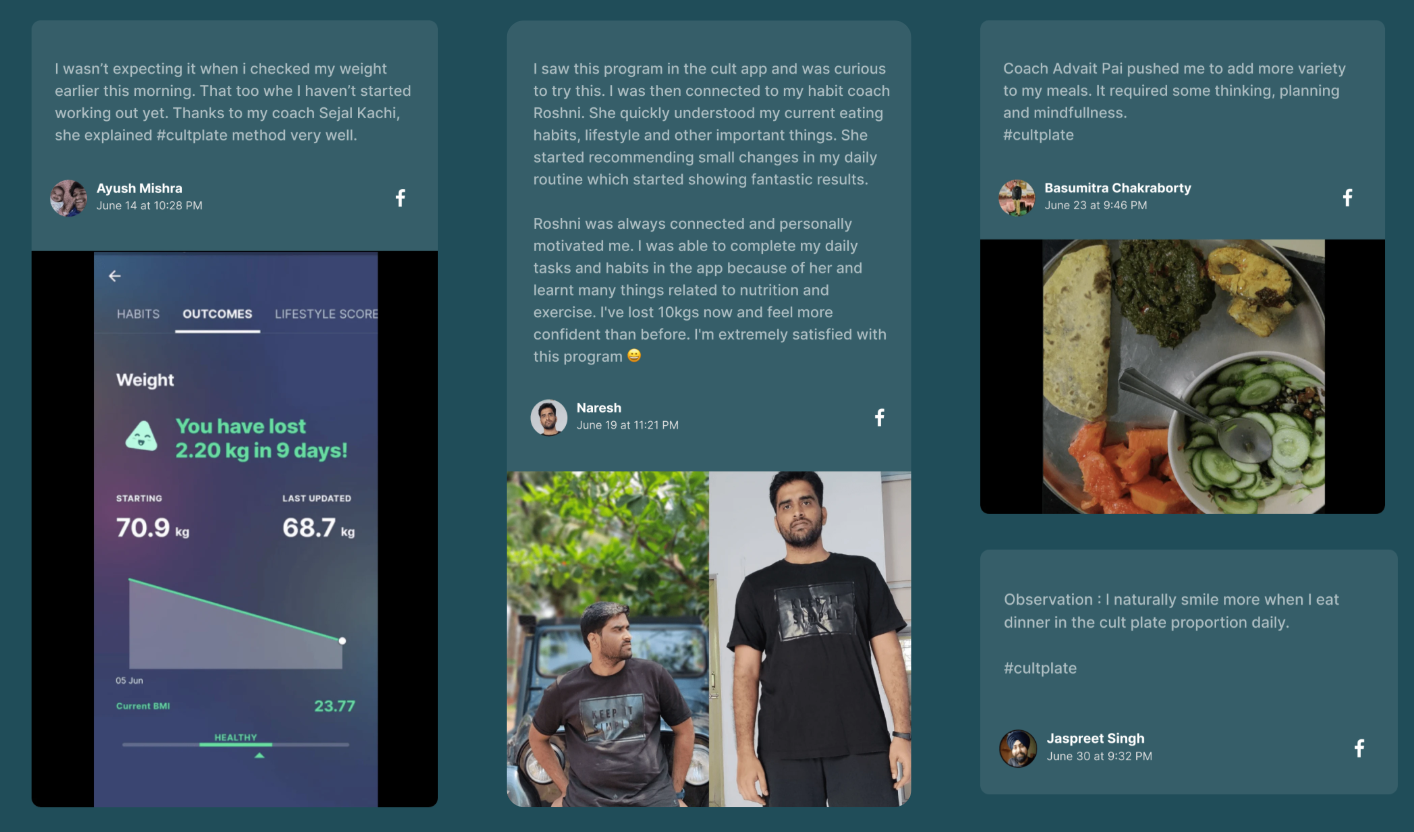 I wasn’t expecting it when i checked my weight
earlier this morning. That too whe I haven’t started
working out yet. Thanks to my coach Sejal Kachi,
she explained #cultplate method very well.
Ayush Mishra
June 14 at 10:28 PM
HABITS OUTCOMES LIFESTYLE SCORE
Weight
You have lost
2.20 kg in 9 days!
STARTING LAST UPDATED
70.9 kg 68.7 kg
05 Jun
Current BMI 23.77
HEALTHY
I saw this program in the cult app and was curious
to try this. I was then connected to my habit coach
Roshni. She quickly understood my current eating
habits, lifestyle and other important things. She
started recommending small changes in my daily
routine which started showing fantastic results.
Roshni was always connected and personally
motivated me. I was able to complete my daily
tasks and habits in the app because of her and
learnt many things related to nutrition and
exercise. I've lost 10kgs now and feel more
confident than before. I'm extremely satisfied with
this program 😄
Naresh
June 19 at 11:21 PM
KEEP IT
SIMPLE
Coach Advait Pai pushed me to add more variety
to my meals. It required some thinking, planning
and mindfullness.
#cultplate
Basumitra Chakraborty
June 23 at 9:46 PM
Observation : I naturally smile more when I eat
dinner in the cult plate proportion daily.
#cultplate
Jaspreet Singh
June 30 at 9:32 PM